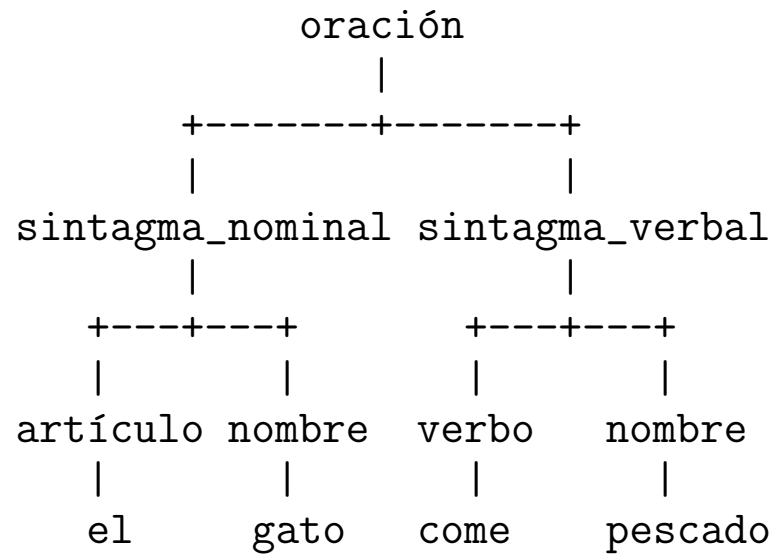 oración
|
+-------+-------+
| |
sintagma_nominal sintagma_verbal
| |
+---+---+ +---+---+
| | | |
artículo nombre verbo nombre
| | | |
el gato come pescado